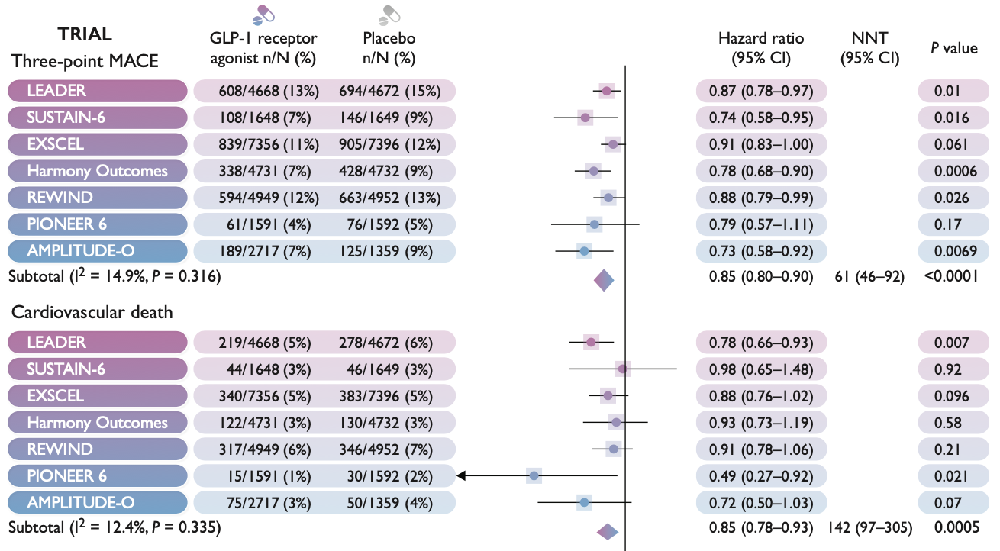 TRIAL
GLP-1 receptor agonist n/N (%)
Placebo n/N (%)
Hazard ratio (95% CI)
NNT (95% CI)
P value
Three-point MACE
LEADER 608/4668 (13%) 694/4672 (15%) 0.87 (0.78–0.97) 0.01
SUSTAIN-6 108/1648 (7%) 146/1649 (9%) 0.74 (0.58–0.95) 0.016
EXSCEL 839/7356 (11%) 905/7396 (12%) 0.91 (0.83–1.00) 0.061
Harmony Outcomes 338/4731 (7%) 428/4732 (9%) 0.78 (0.68–0.90) 0.0006
REWIND 594/4949 (12%) 663/4952 (13%) 0.88 (0.79–0.99) 0.026
PIONEER 6 61/1591 (4%) 76/1592 (5%) 0.79 (0.57–1.11) 0.17
AMPLITUDE-O 189/2717 (7%) 125/1359 (9%) 0.73 (0.58–0.92) 0.0069
Subtotal (I² = 14.9%, P = 0.316) 0.85 (0.80–0.90) 61 (46–92) <0.0001
Cardiovascular death
LEADER 219/4668 (5%) 278/4672 (6%) 0.78 (0.66–0.93) 0.007
SUSTAIN-6 44/1648 (3%) 46/1649 (3%) 0.98 (0.65–1.48) 0.92
EXSCEL 340/7356 (5%) 383/7396 (5%) 0.88 (0.76–1.02) 0.096
Harmony Outcomes 122/4731 (3%) 130/4732 (3%) 0.93 (0.73–1.19) 0.58
REWIND 317/4949 (6%) 346/4952 (7%) 0.91 (0.78–1.06) 0.21
PIONEER 6 15/1591 (1%) 30/1592 (2%) 0.49 (0.27–0.92) 0.021
AMPLITUDE-O 75/2717 (3%) 50/1359 (4%) 0.72 (0.50–1.03) 0.07
Subtotal (I² = 12.4%, P = 0.335) 0.85 (0.78–0.93) 142 (97–305) 0.0005